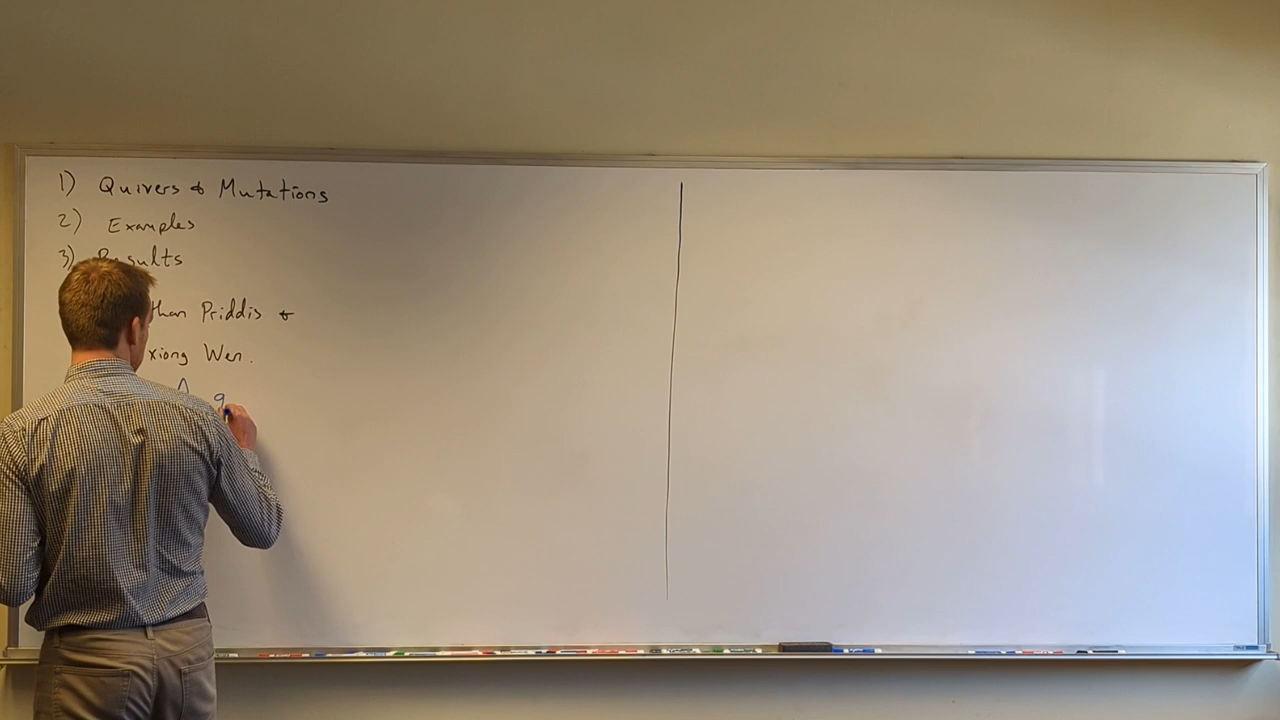 1) Quivers & Mutations
2) Examples
3) Results
than Priddis &
xiong Wen.
A q